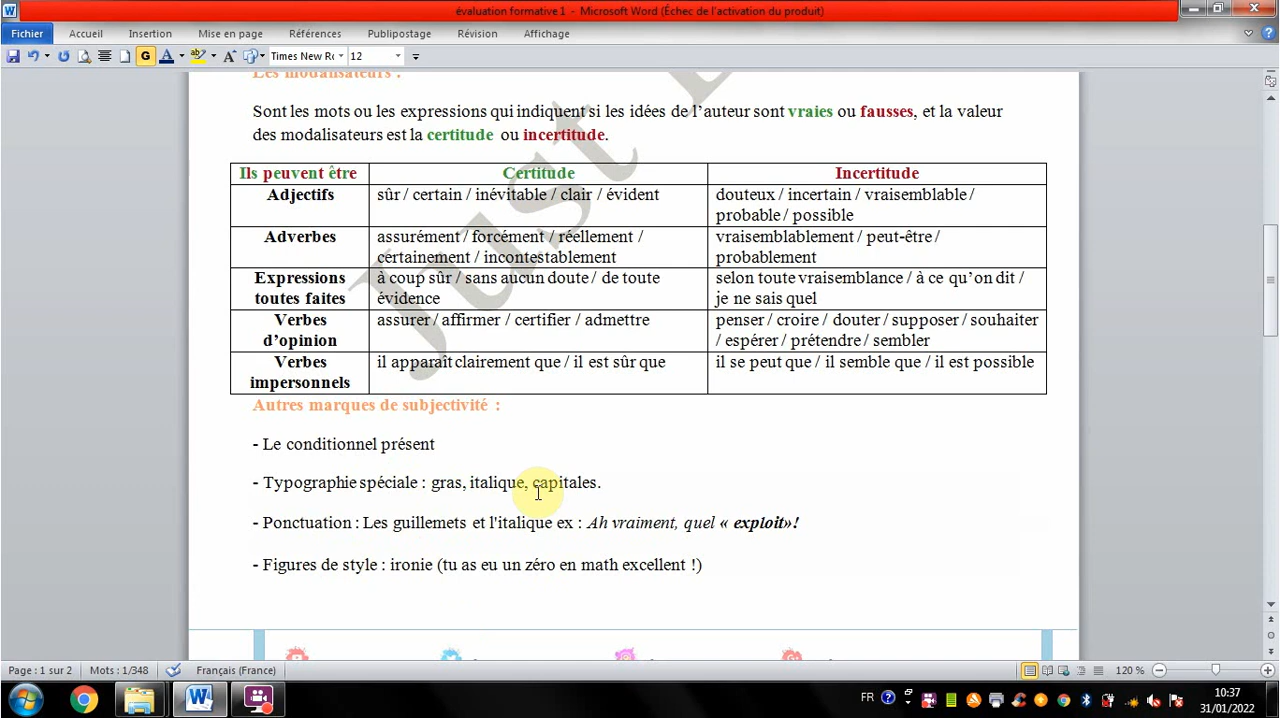 évaluation formative 1 - Microsoft Word (Échec de l'activation du produit)
Fichier Accueil Insertion Mise en page Références Publipostage Révision Affichage
G A ab A Times New Ro 12
Les modalisateurs :
Sont les mots ou les expressions qui indiquent si les idées de l'auteur sont vraies ou fausses, et la valeur
des modalisateurs est la certitude ou incertitude.
Ils peuvent être Certitude Incertitude
Adjectifs sûr / certain / inévitable / clair / évident douteux / incertain / vraisemblable /
probable / possible
Adverbes assurément / forcément / réellement / vraisemblablement / peut-être /
certainement / incontestablement probablement
Expressions à coup sûr / sans aucun doute / de toute selon toute vraisemblance / à ce qu'on dit /
toutes faites évidence je ne sais quel
Verbes assurer / affirmer / certifier / admettre penser / croire / douter / supposer / souhaiter
d'opinion / espérer / prétendre / sembler
Verbes il apparaît clairement que / il est sûr que il se peut que / il semble que / il est possible
impersonnels
Autres marques de subjectivité :
- Le conditionnel présent
- Typographie spéciale : gras, italique, capitales.
- Ponctuation : Les guillemets et l'italique ex : Ah vraiment, quel « exploit»!
- Figures de style : ironie (tu as eu un zéro en math excellent !)
Just
Page : 1 sur 2 Mots : 1/348 Français (France) 120 %
FR 10:37
31/01/2022